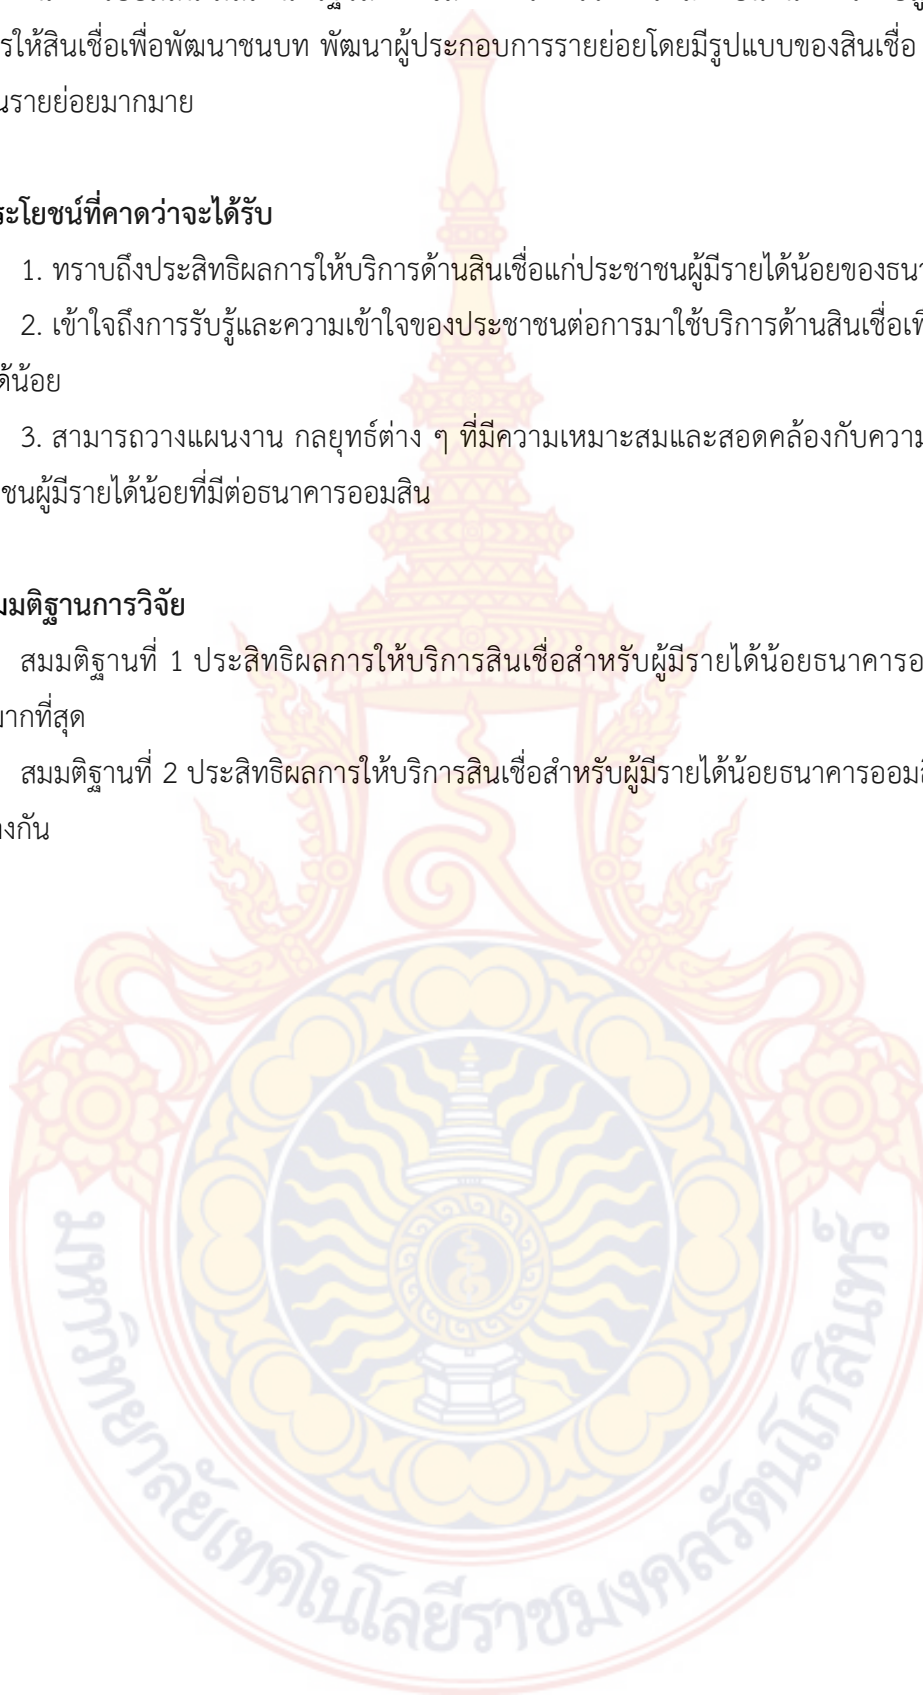 รให้สินเชื่อเพื่อพัฒนาชนบท พัฒนาผู้ประกอบการรายย่อยโดยมีรูปแบบของสินเชื่อ
นรายย่อยมากมาย
ระโยชน์ที่คาดว่าจะได้รับ
1. ทราบถึงประสิทธิผลการให้บริการด้านสินเชื่อแก่ประชาชนผู้มีรายได้น้อยของธนา
2. เข้าใจถึงการรับรู้และความเข้าใจของประชาชนต่อการมาใช้บริการด้านสินเชื่อเพื
ด้น้อย
3. สามารถวางแผนงาน กลยุทธ์ต่าง ๆ ที่มีความเหมาะสมและสอดคล้องกับความ
ชนผู้มีรายได้น้อยที่มีต่อธนาคารออมสิน
มมติฐานการวิจัย
สมมติฐานที่ 1 ประสิทธิผลการให้บริการสินเชื่อสำหรับผู้มีรายได้น้อยธนาคารอ
มากที่สุด
สมมติฐานที่ 2 ประสิทธิผลการให้บริการสินเชื่อสำหรับผู้มีรายได้น้อยธนาคารออมสิ
างกัน
มหาวิทยาลัยเทคโนโลยีราชมงคลรัตนโกสินทร์